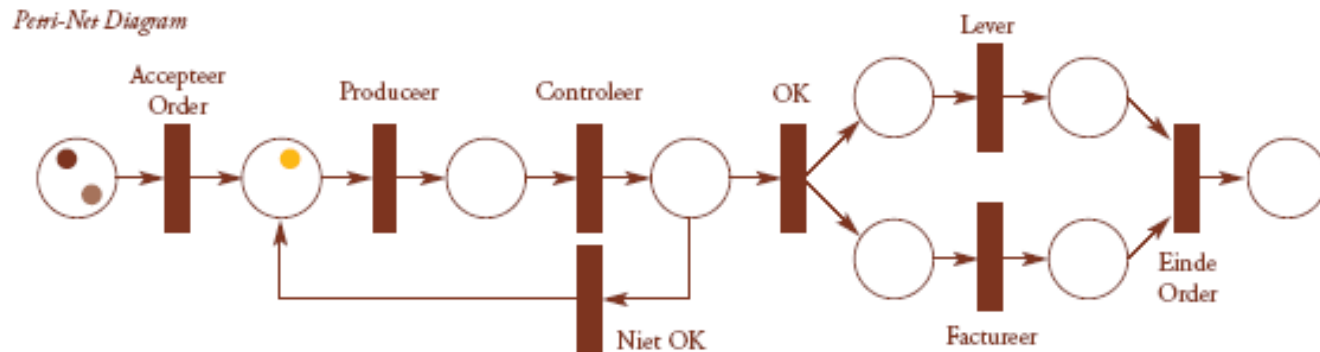 Petri-Net Diagram
Accepteer
Order
Produceer
Controleer
OK
Lever
Niet OK
Factureer
Einde
Order